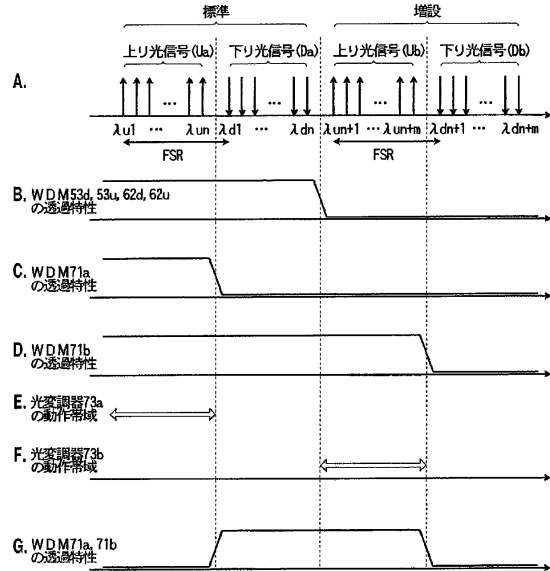 標準 増設
上り光信号(Ua) 下り光信号(Da) 上り光信号(Ub) 下り光信号(Db)
A.
… … … …
λu1 … λun λd1 … λdn λun+1 … λun+m λdn+1 … λdn+m
FSR FSR
B. WDM53d, 53u, 62d, 62u
の透過特性
C. WDM71a
の透過特性
D. WDM71b
の透過特性
E. 光変調器73a
の動作帯域
F. 光変調器73b
の動作帯域
G. WDM71a, 71b
の透過特性